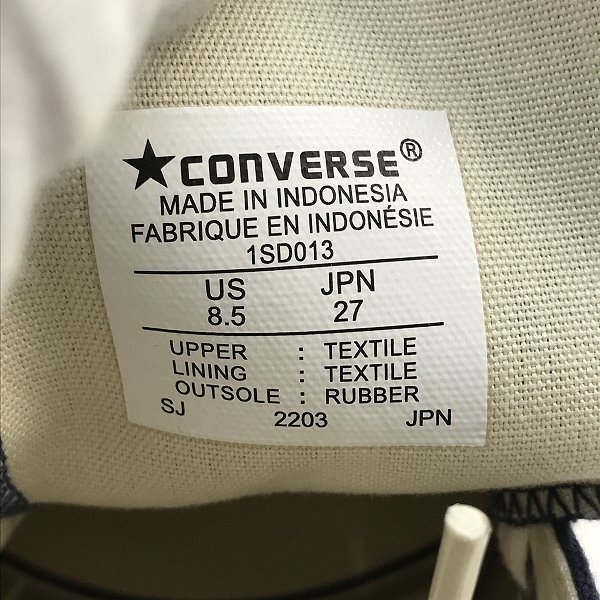 ★CONVERSE®
MADE IN INDONESIA
FABRIQUE EN INDONÉSIE
1SD013
US JPN
8.5 27
UPPER : TEXTILE
LINING : TEXTILE
OUTSOLE : RUBBER
SJ 2203 JPN